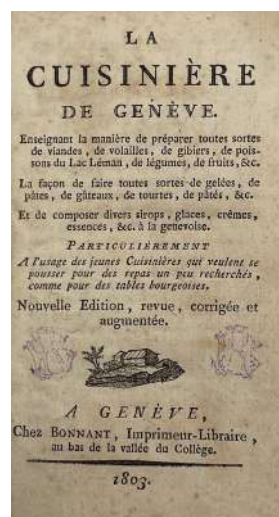 LA
CUISINIÈRE
DE GENÈVE.
Enseignant la manière de préparer toutes sortes
de viandes, de volailles, de gibiers, de pois-
sons du Lac Léman, de légumes, de fruits, &c.
La façon de faire toutes sortes de gelées, de
pâtes, de gâteaux, de tourtes, de pâtés, &c.
Et de composer divers sirops, glaces, crêmes,
essences, &c. à la genevoise.
PARTICULIÈREMENT
A l'usage des jeunes Cuisinières qui veulent se
pousser pour des repas un peu recherchés,
comme pour des tables bourgeoises.
Nouvelle Edition, revue, corrigée et
augmentée.
A GENÈVE,
Chez BONNANT, Imprimeur-Libraire,
au bas de la vallée du Collège.
1803.